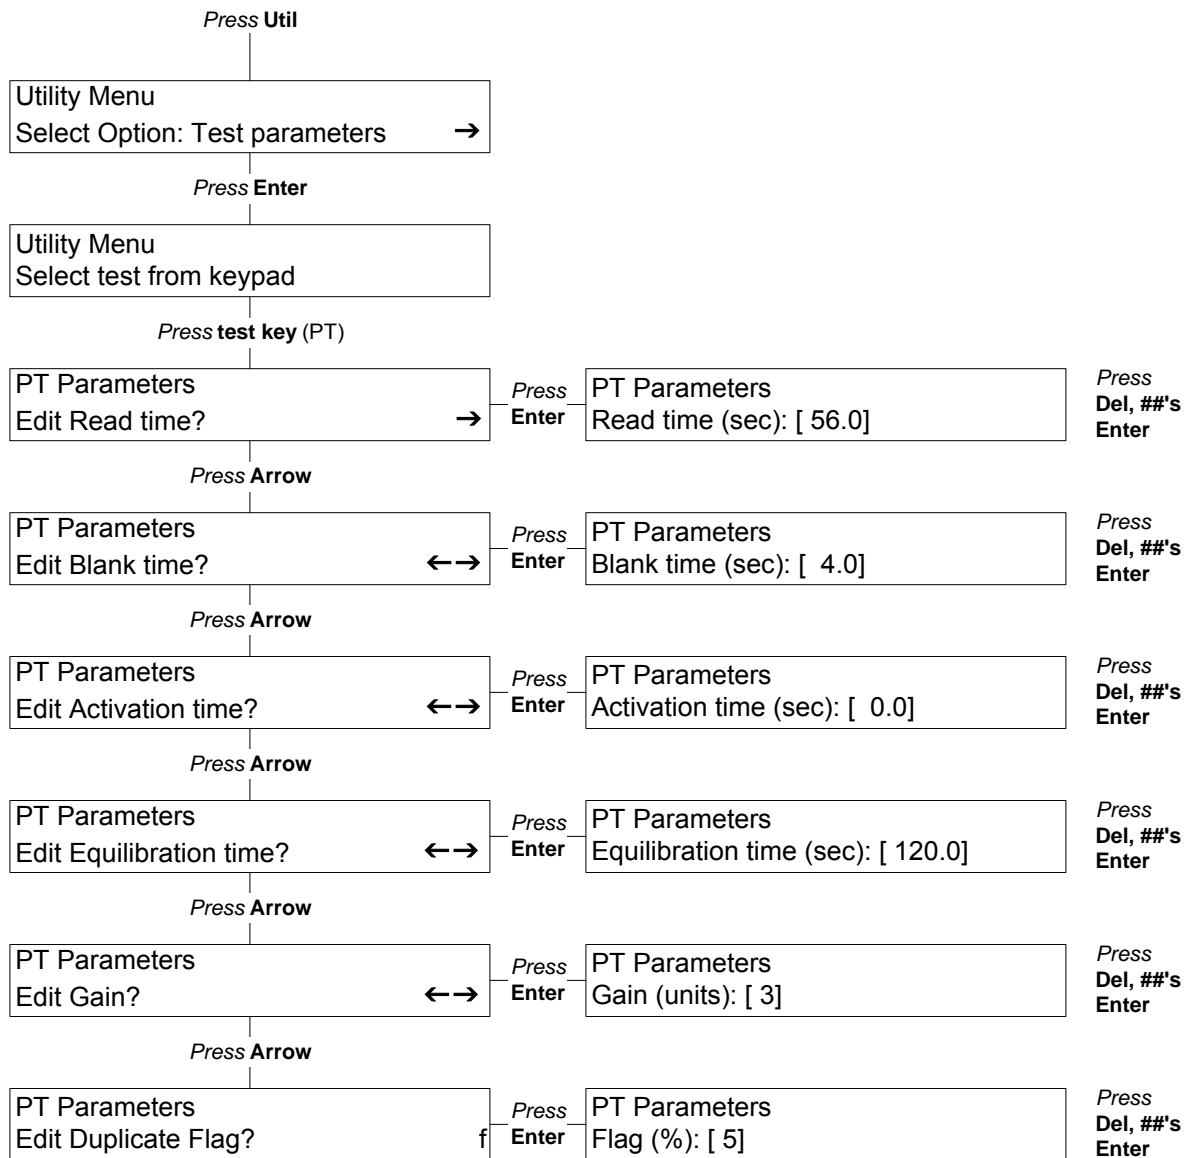 Press Util
Utility Menu
Select Option: Test parameters →
Press Enter
Utility Menu
Select test from keypad
Press test key (PT)
PT Parameters
Edit Read time? →
Press
Enter
PT Parameters
Read time (sec): [ 56.0]
Press
Del, ##'s
Enter
Press Arrow
PT Parameters
Edit Blank time? ←→
Press
Enter
PT Parameters
Blank time (sec): [  4.0]
Press
Del, ##'s
Enter
Press Arrow
PT Parameters
Edit Activation time? ←→
Press
Enter
PT Parameters
Activation time (sec): [  0.0]
Press
Del, ##'s
Enter
Press Arrow
PT Parameters
Edit Equilibration time? ←→
Press
Enter
PT Parameters
Equilibration time (sec): [ 120.0]
Press
Del, ##'s
Enter
Press Arrow
PT Parameters
Edit Gain? ←→
Press
Enter
PT Parameters
Gain (units): [ 3]
Press
Del, ##'s
Enter
Press Arrow
PT Parameters
Edit Duplicate Flag? f
Press
Enter
PT Parameters
Flag (%): [ 5]
Press
Del, ##'s
Enter